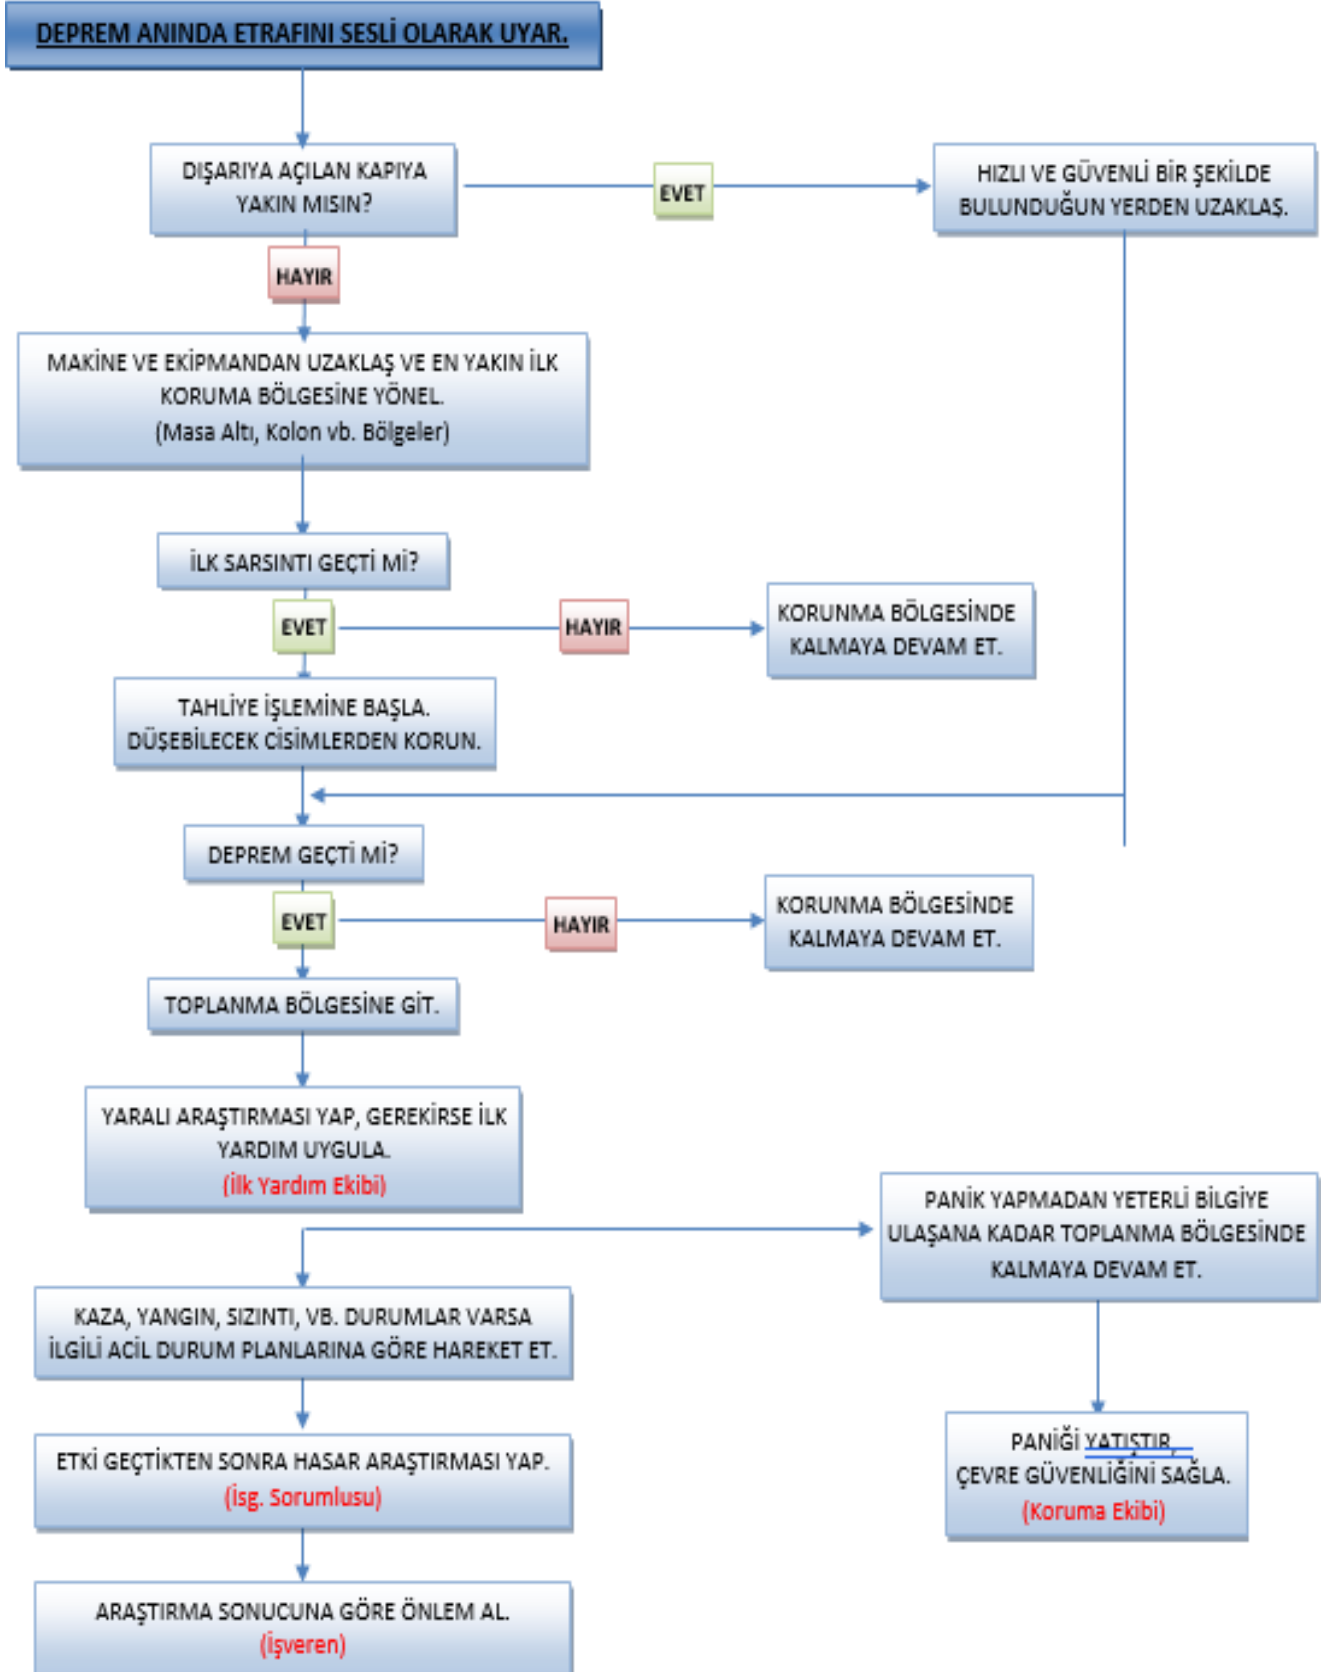 DEPREM ANINDA ETRAFINI SESLİ OLARAK UYAR.
DIŞARIYA AÇILAN KAPIYA
YAKIN MISIN?
EVET
HIZLI VE GÜVENLİ BİR ŞEKİLDE
BULUNDUĞUN YERDEN UZAKLAŞ.
HAYIR
MAKİNE VE EKİPMANDAN UZAKLAŞ VE EN YAKIN İLK
KORUMA BÖLGESİNE YÖNEL.
(Masa Altı, Kolon vb. Bölgeler)
İLK SARSINTI GEÇTİ Mİ?
EVET
HAYIR
KORUNMA BÖLGESİNDE
KALMAYA DEVAM ET.
TAHLİYE İŞLEMİNE BAŞLA.
DÜŞEBİLECEK CİSİMLERDEN KORUN.
DEPREM GEÇTİ Mİ?
EVET
HAYIR
KORUNMA BÖLGESİNDE
KALMAYA DEVAM ET.
TOPLANMA BÖLGESİNE GİT.
YARALI ARAŞTIRMASI YAP, GEREKİRSE İLK
YARDIM UYGULA.
(İlk Yardım Ekibi)
PANİK YAPMADAN YETERLİ BİLGİYE
ULAŞANA KADAR TOPLANMA BÖLGESİNDE
KALMAYA DEVAM ET.
KAZA, YANGIN, SIZINTI, VB. DURUMLAR VARSA
İLGİLİ ACİL DURUM PLANLARINA GÖRE HAREKET ET.
PANİĞİ YATIŞTIR,
ÇEVRE GÜVENLİĞİNİ SAĞLA.
(Koruma Ekibi)
ETKİ GEÇTİKTEN SONRA HASAR ARAŞTIRMASI YAP.
(İsg. Sorumlusu)
ARAŞTIRMA SONUCUNA GÖRE ÖNLEM AL.
(İşveren)